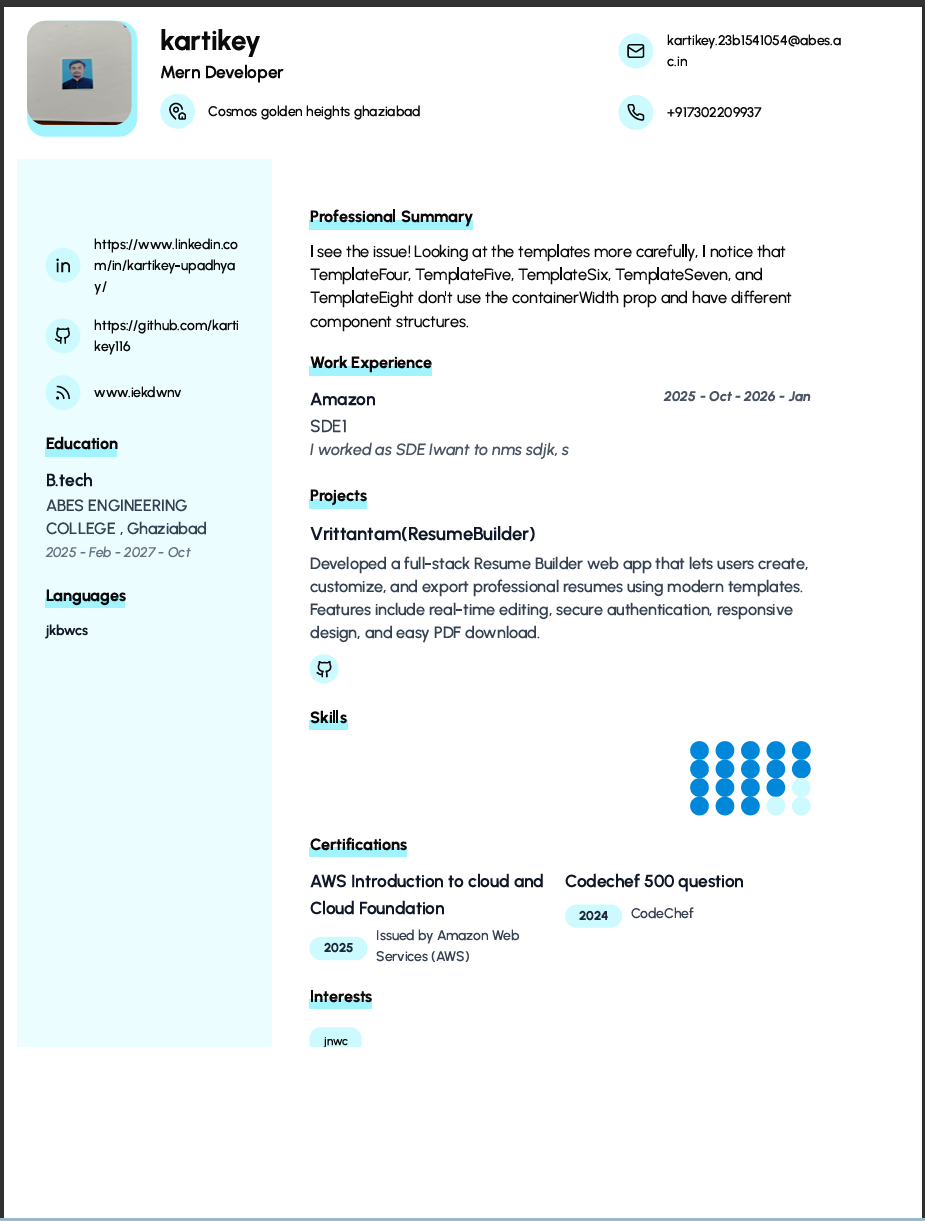 kartikey
Mern Developer
Cosmos golden heights ghaziabad
kartikey.23b1541054@abes.a
c.in
+917302209937
https://www.linkedin.co
m/in/kartikey-upadhya
y/
https://github.com/karti
key116
www.iekdwnv
Education
B.tech
ABES ENGINEERING
COLLEGE , Ghaziabad
2025 - Feb - 2027 - Oct
Languages
jkbwcs
Professional Summary
I see the issue! Looking at the templates more carefully, I notice that
TemplateFour, TemplateFive, TemplateSix, TemplateSeven, and
TemplateEight don't use the containerWidth prop and have different
component structures.
Work Experience
Amazon
2025 - Oct - 2026 - Jan
SDE1
I worked as SDE Iwant to nms sdjk, s
Projects
Vrittantam(ResumeBuilder)
Developed a full-stack Resume Builder web app that lets users create,
customize, and export professional resumes using modern templates.
Features include real-time editing, secure authentication, responsive
design, and easy PDF download.
Skills
Certifications
AWS Introduction to cloud and
Cloud Foundation
2025
Issued by Amazon Web
Services (AWS)
Codechef 500 question
2024
CodeChef
Interests
jnwc